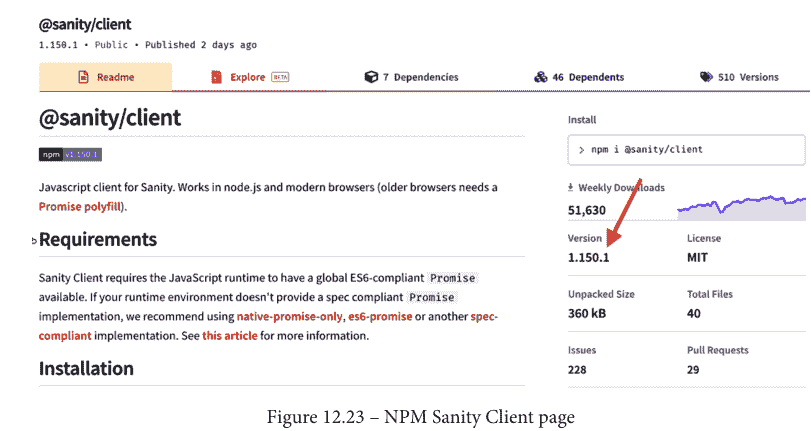 @sanity/client
1.150.1 • Public • Published 2 days ago
Readme
Explore BETA
7 Dependencies
46 Dependents
510 Versions
@sanity/client
npm v1.150.1
Javascript client for Sanity. Works in node.js and modern browsers (older browsers needs a
Promise polyfill).
Requirements
Sanity Client requires the JavaScript runtime to have a global ES6-compliant Promise
available. If your runtime environment doesn't provide a spec compliant Promise
implementation, we recommend using native-promise-only, es6-promise or another spec-
compliant implementation. See this article for more information.
Installation
Install
> npm i @sanity/client
Weekly Downloads
51,630
Version
1.150.1
License
MIT
Unpacked Size
360 kB
Total Files
40
Issues
228
Pull Requests
29
Figure 12.23 – NPM Sanity Client page